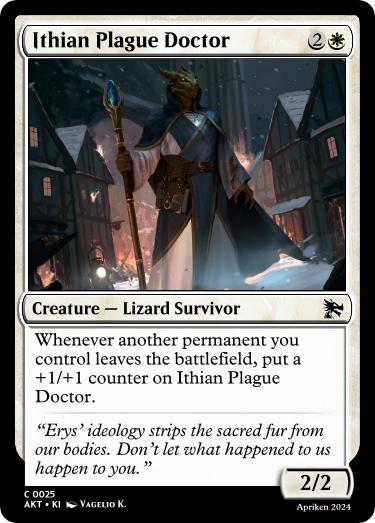 Ithian Plague Doctor 2
Creature — Lizard Survivor
Whenever another permanent you
control leaves the battlefield, put a
+1/+1 counter on Ithian Plague
Doctor.
“Erys’ ideology strips the sacred fur from
our bodies. Don’t let what happened to us
happen to you.”
2/2
C 0025
AKT • KI Vagelio K.
Apriken 2024